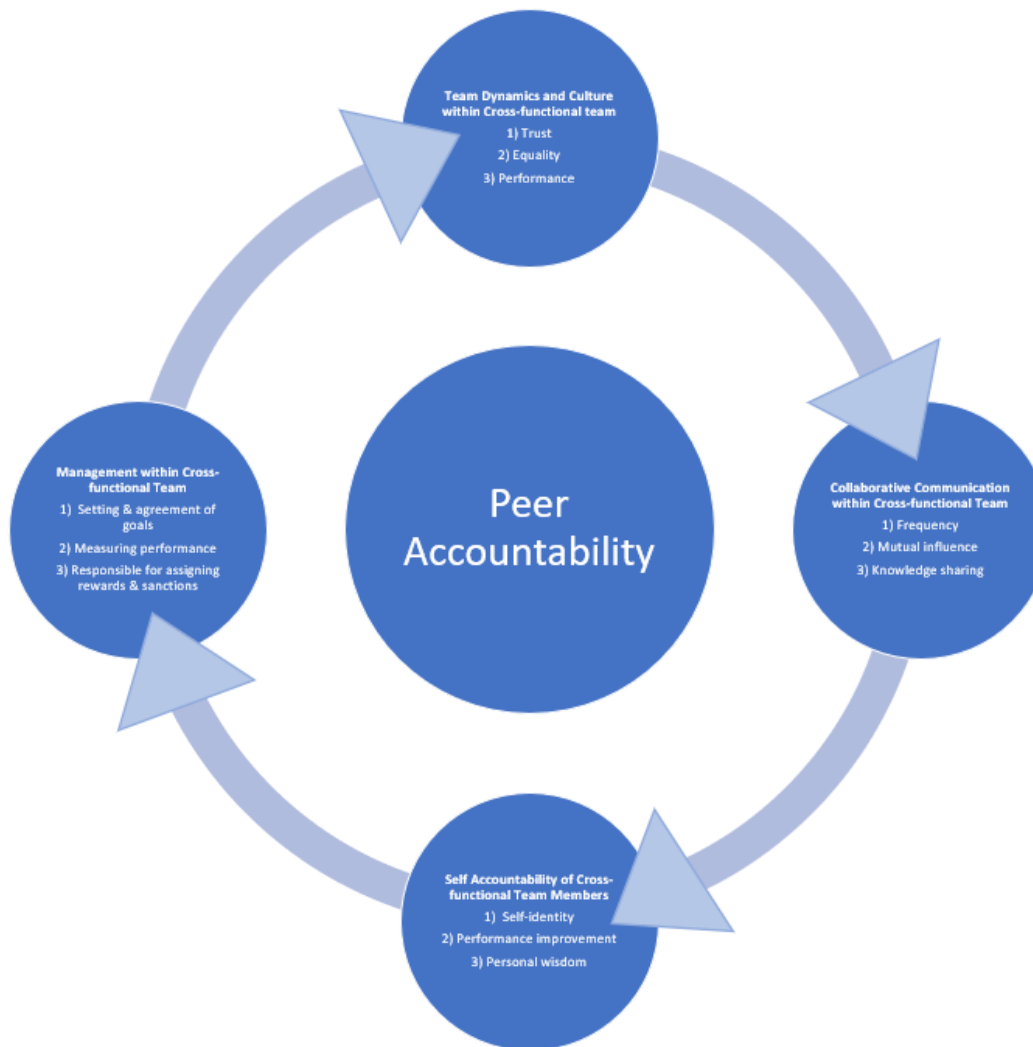 Team Dynamics and Culture
within Cross-functional team
1) Trust
2) Equality
3) Performance
Collaborative Communication
within Cross-functional Team
1) Frequency
2) Mutual influence
3) Knowledge sharing
Self Accountability of Cross-
functional Team Members
1) Self-identity
2) Performance improvement
3) Personal wisdom
Management within Cross-
functional Team
1) Setting & agreement of
goals
2) Measuring performance
3) Responsible for assigning
rewards & sanctions
Peer
Accountability